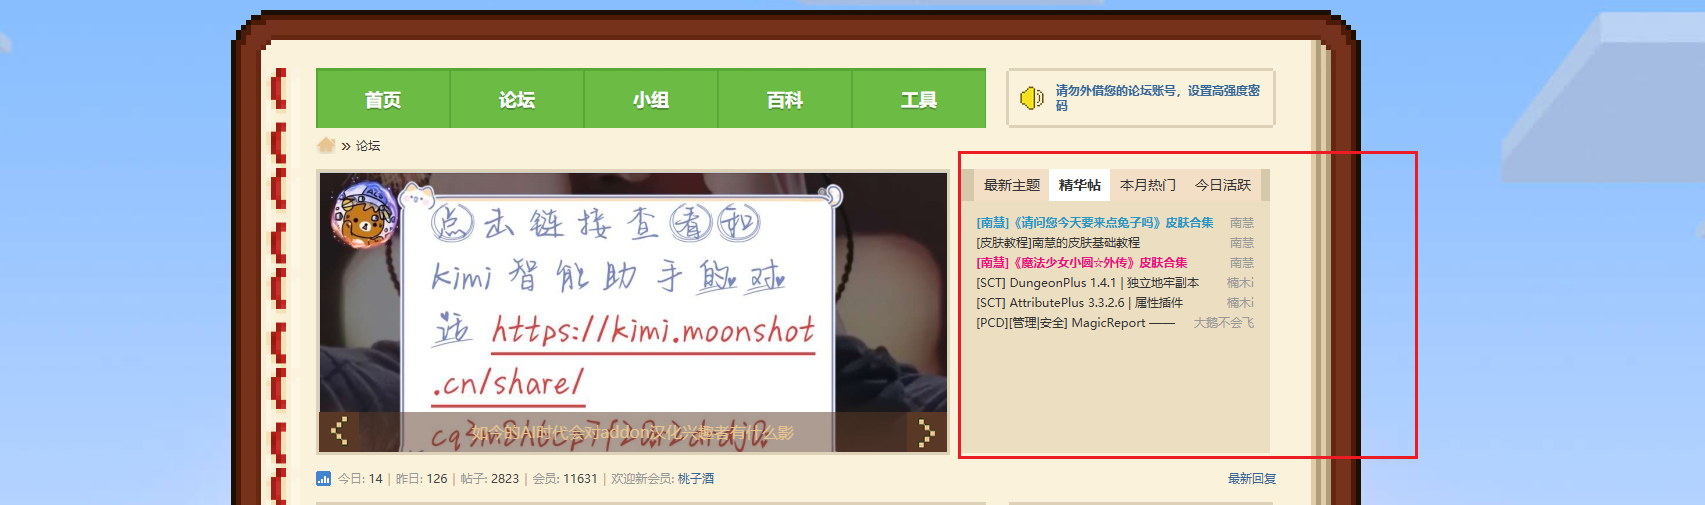 首页 论坛 小组 百科 工具
请勿外借您的论坛账号，设置高强度密
码
» 论坛
点击链接查看和
kimi智能助手的对
话 https://kimi.moonshot
.cn/share/
如今的AI时代会对addon汉化兴趣者有什么影
最新主题 精华帖 本月热门 今日活跃
[南慧]《请问您今天要来点兔子吗》皮肤合集 南慧
[皮肤教程]南慧的皮肤基础教程 南慧
[南慧]《魔法少女小圆☆外传》皮肤合集 南慧
[SCT] DungeonPlus 1.4.1 | 独立地牢副本 楠木i
[SCT] AttributePlus 3.3.2.6 | 属性插件 楠木i
[PCD][管理|安全] MagicReport —— 大鹅不会飞
今日: 14 | 昨日: 126 | 帖子: 2823 | 会员: 11631 | 欢迎新会员: 桃子酒
最新回复